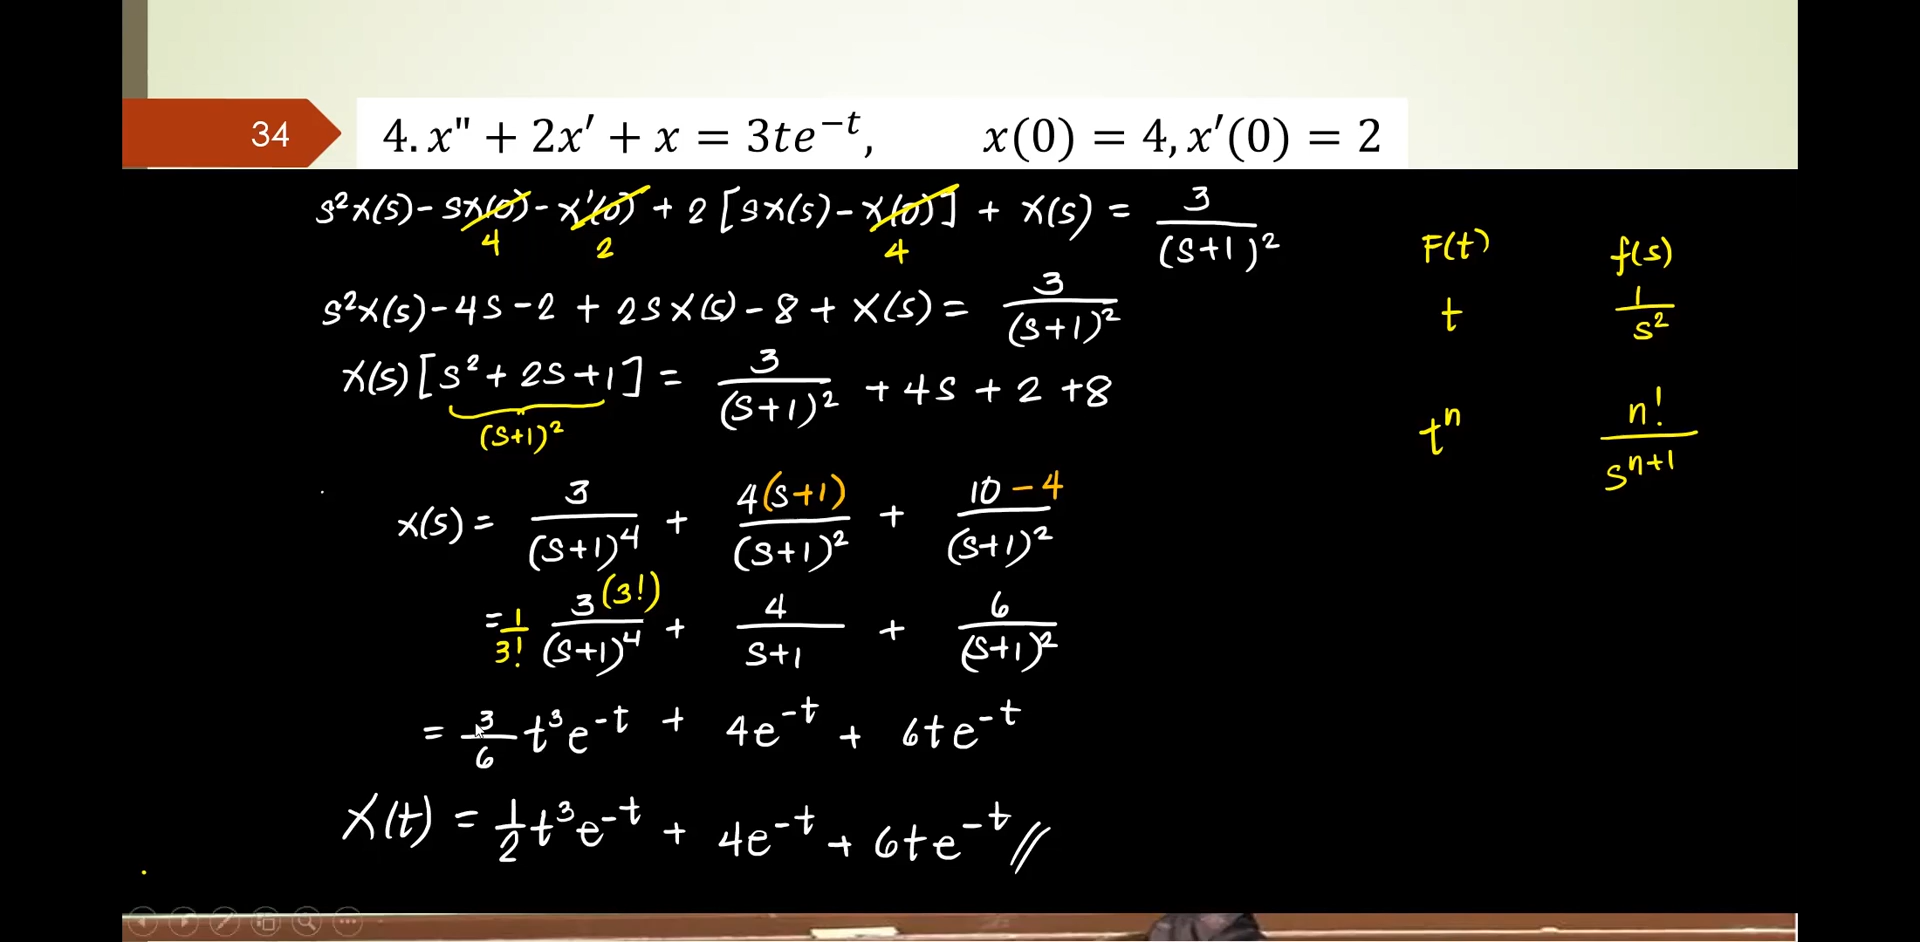 34
4. x" + 2x′ + x = 3te⁻ᵗ, x(0) = 4, x′(0) = 2
s²X(s) - sX(0) - X'(0) + 2 [sX(s) - X(0)] + X(s) = 3/(s+1)²
4 2 4
s²X(s) - 4s - 2 + 2sX(s) - 8 + X(s) = 3/(s+1)²
X(s) [s² + 2s + 1] = 3/(s+1)² + 4s + 2 + 8
(s+1)²
X(s) = 3/(s+1)⁴ + 4(s+1)/(s+1)² + 10 - 4/(s+1)²
= 1/3! 3(3!)/(s+1)⁴ + 4/s+1 + 6/(s+1)²
= 3/6 t³e⁻ᵗ + 4e⁻ᵗ + 6te⁻ᵗ
X(t) = 1/2 t³e⁻ᵗ + 4e⁻ᵗ + 6te⁻ᵗ //
F(t) f(s)
t 1/s²
tⁿ n!/sⁿ⁺¹